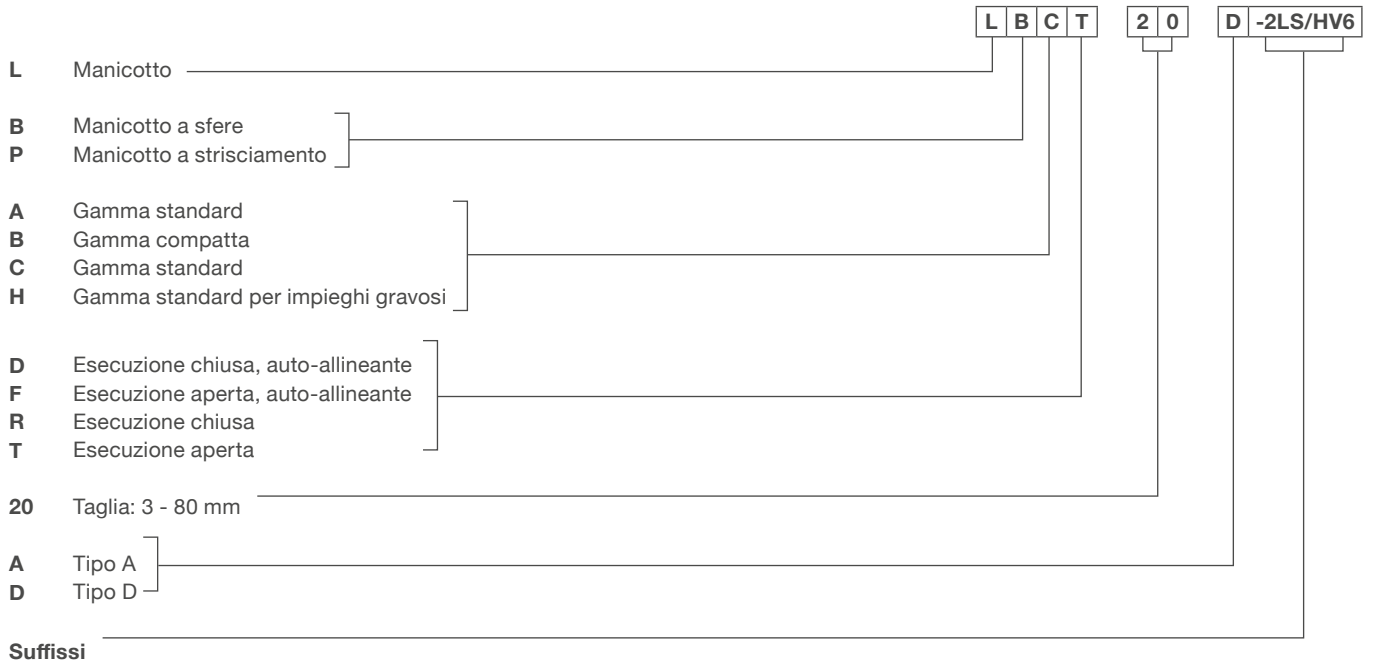 L B C T 2 0 D -2LS/HV6
L Manicotto
B Manicotto a sfere
P Manicotto a strisciamento
A Gamma standard
B Gamma compatta
C Gamma standard
H Gamma standard per impieghi gravosi
D Esecuzione chiusa, auto-allineante
F Esecuzione aperta, auto-allineante
R Esecuzione chiusa
T Esecuzione aperta
20 Taglia: 3 - 80 mm
A Tipo A
D Tipo D
Suffissi